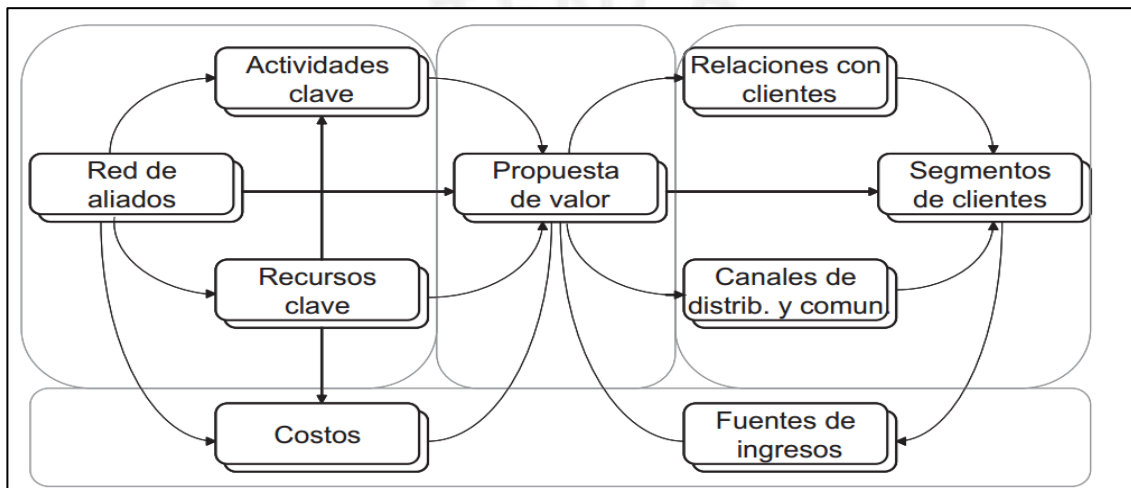 Actividades
clave
Relaciones con
clientes
Red de
aliados
Propuesta
de valor
Segmentos
de clientes
Recursos
clave
Canales de
distrib. y comun.
Costos
Fuentes de
ingresos